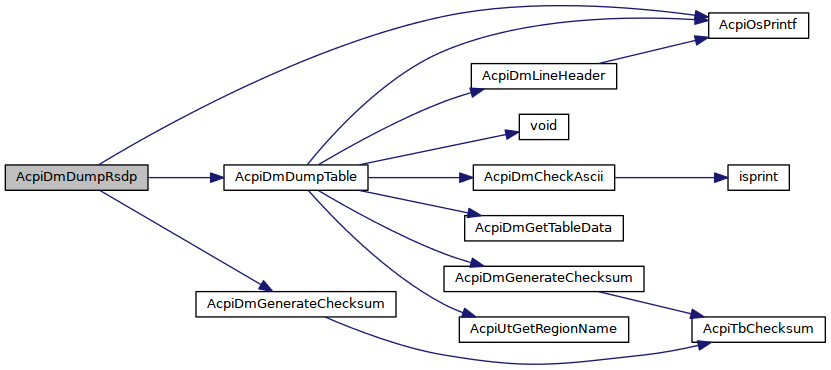 AcpiOsPrintf
AcpiDmLineHeader
void
AcpiDmDumpRsdp
AcpiDmDumpTable
AcpiDmCheckAscii
isprint
AcpiDmGetTableData
AcpiDmGenerateChecksum
AcpiDmGenerateChecksum
AcpiUtGetRegionName
AcpiTbChecksum